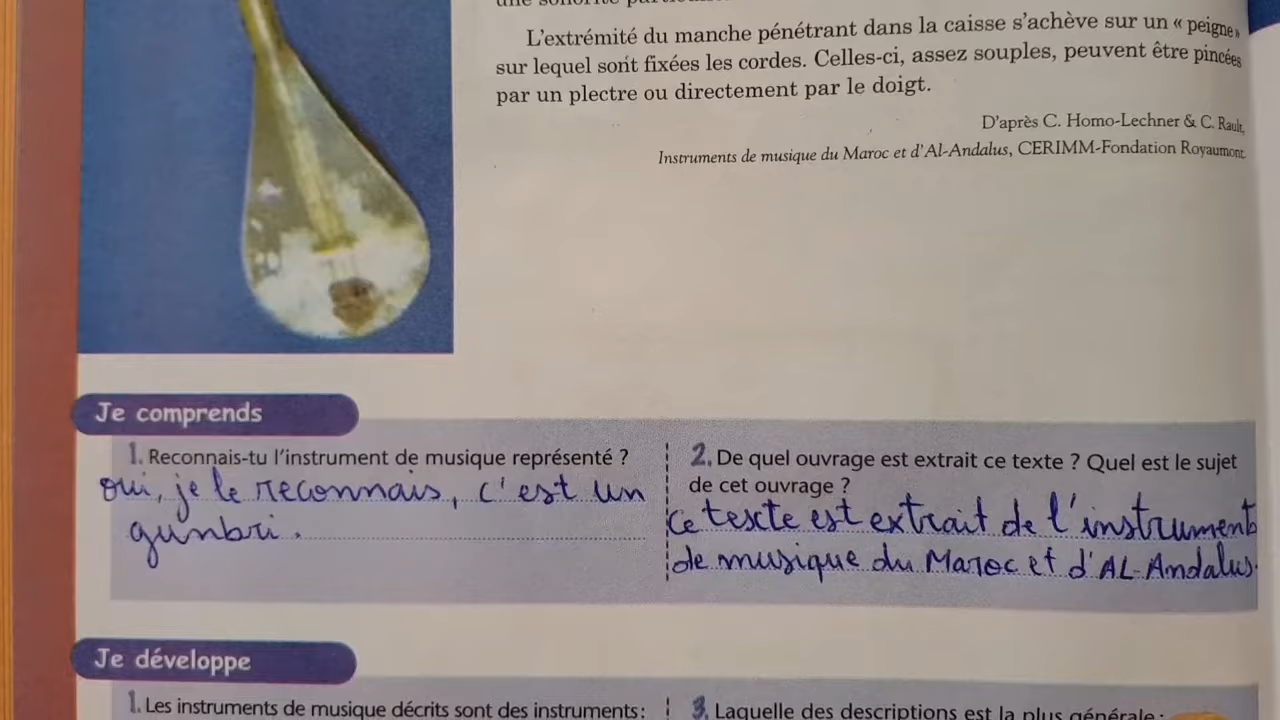 L'extrémité du manche pénétrant dans la caisse s'achève sur un « peigne»
sur lequel sont fixées les cordes. Celles-ci, assez souples, peuvent être pincées
par un plectre ou directement par le doigt.
D'après C. Homo-Lechner & C. Rault,
Instruments de musique du Maroc et d'Al-Andalus, CERIMM-Fondation Royaumont.
Je comprends
1. Reconnais-tu l'instrument de musique représenté ?
oui, je le reconnais, c'est un
gunbri.
2. De quel ouvrage est extrait ce texte ? Quel est le sujet
de cet ouvrage ?
ce texte est extrait de l'instruments
de musique du Maroc et d'AL-Andalus.
Je développe
1. Les instruments de musique décrits sont des instruments :
3. Laquelle des descriptions est la plus générale :